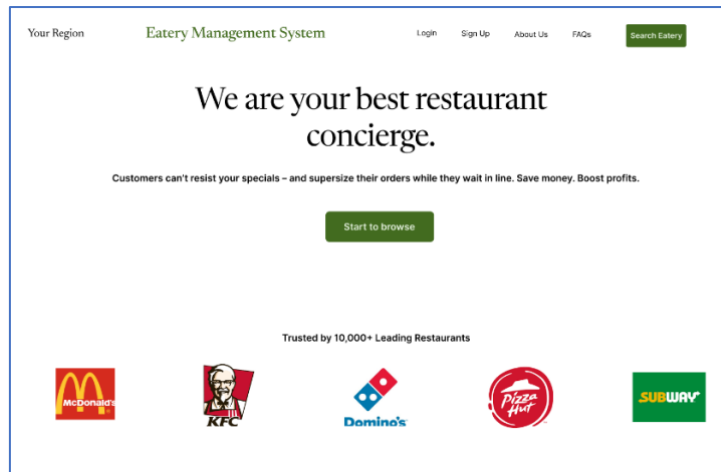 Your Region
Eatery Management System
Login
Sign Up
About Us
FAQs
Search Eatery
We are your best restaurant
concierge.
Customers can't resist your specials – and supersize their orders while they wait in line. Save money. Boost profits.
Start to browse
Trusted by 10,000+ Leading Restaurants
McDonald's
KFC
Domino's
Pizza
Hut
SUBWAY